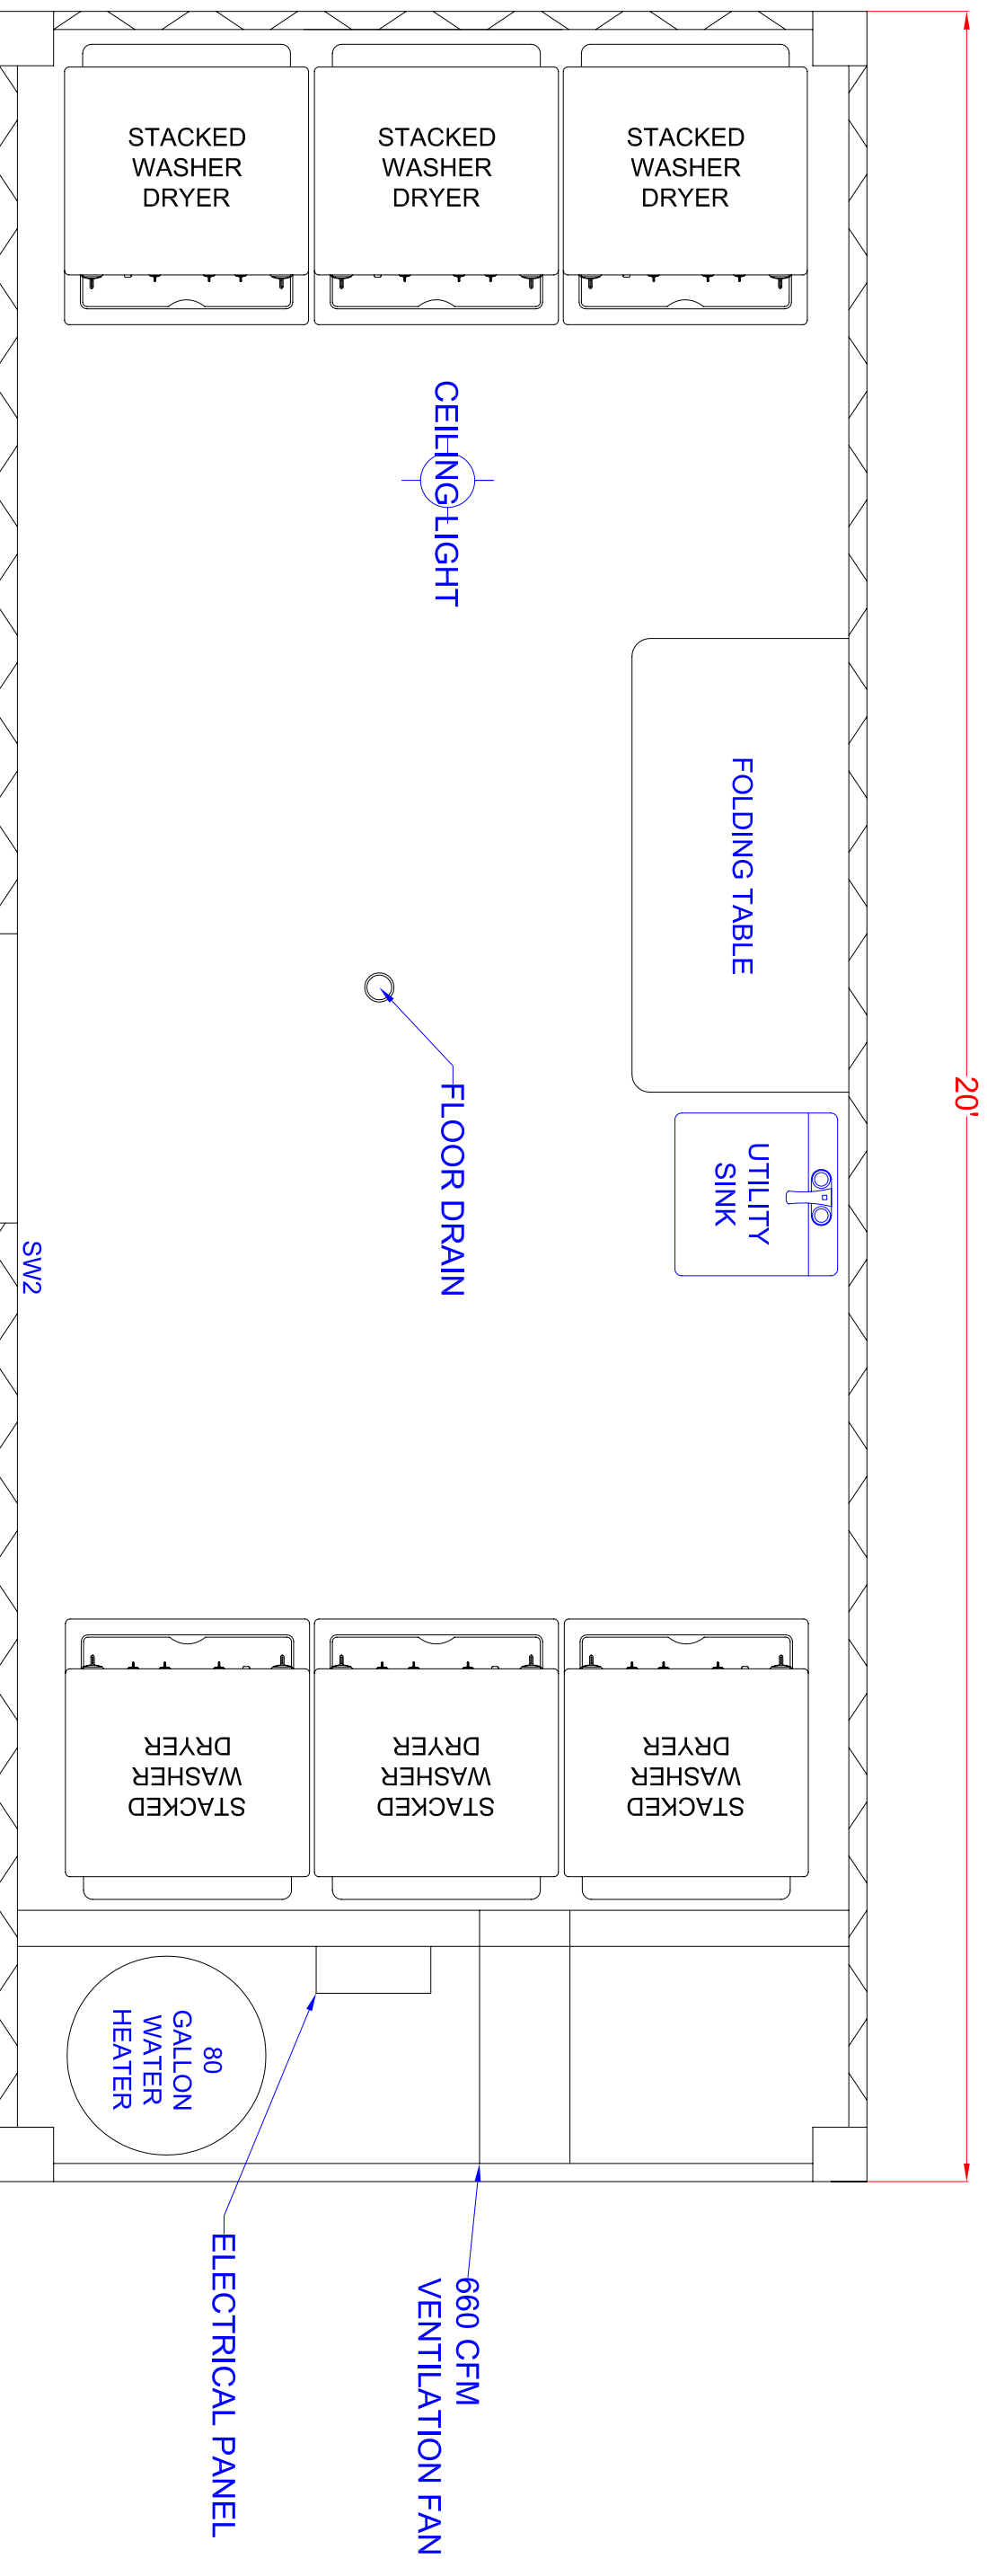 STACKED
WASHER
DRYER
STACKED
WASHER
DRYER
STACKED
WASHER
DRYER
CEILING LIGHT
FOLDING TABLE
20'
FLOOR DRAIN
UTILITY
SINK
SW2
STACKED
WASHER
DRYER
STACKED
WASHER
DRYER
STACKED
WASHER
DRYER
80
GALLON
WATER
HEATER
ELECTRICAL PANEL
660 CFM
VENTILATION FAN